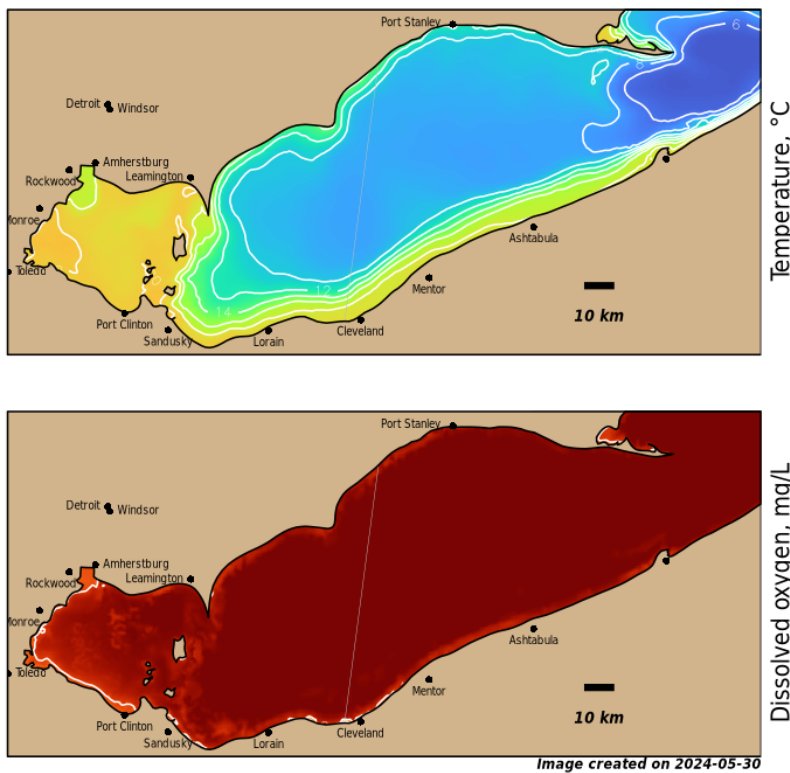 Port Stanley
6
8
Detroit
Windsor
Amherstburg
Leamington
Rockwood
Monroe
Toledo
Ashtabula
Mentor
12
14
10 km
Port Clinton
Sandusky
Lorain
Cleveland
Temperature, °C
Port Stanley
Detroit
Windsor
Amherstburg
Leamington
Rockwood
Monroe
Toledo
Ashtabula
Mentor
10 km
Port Clinton
Sandusky
Lorain
Cleveland
Dissolved oxygen, mg/L
Image created on 2024-05-30